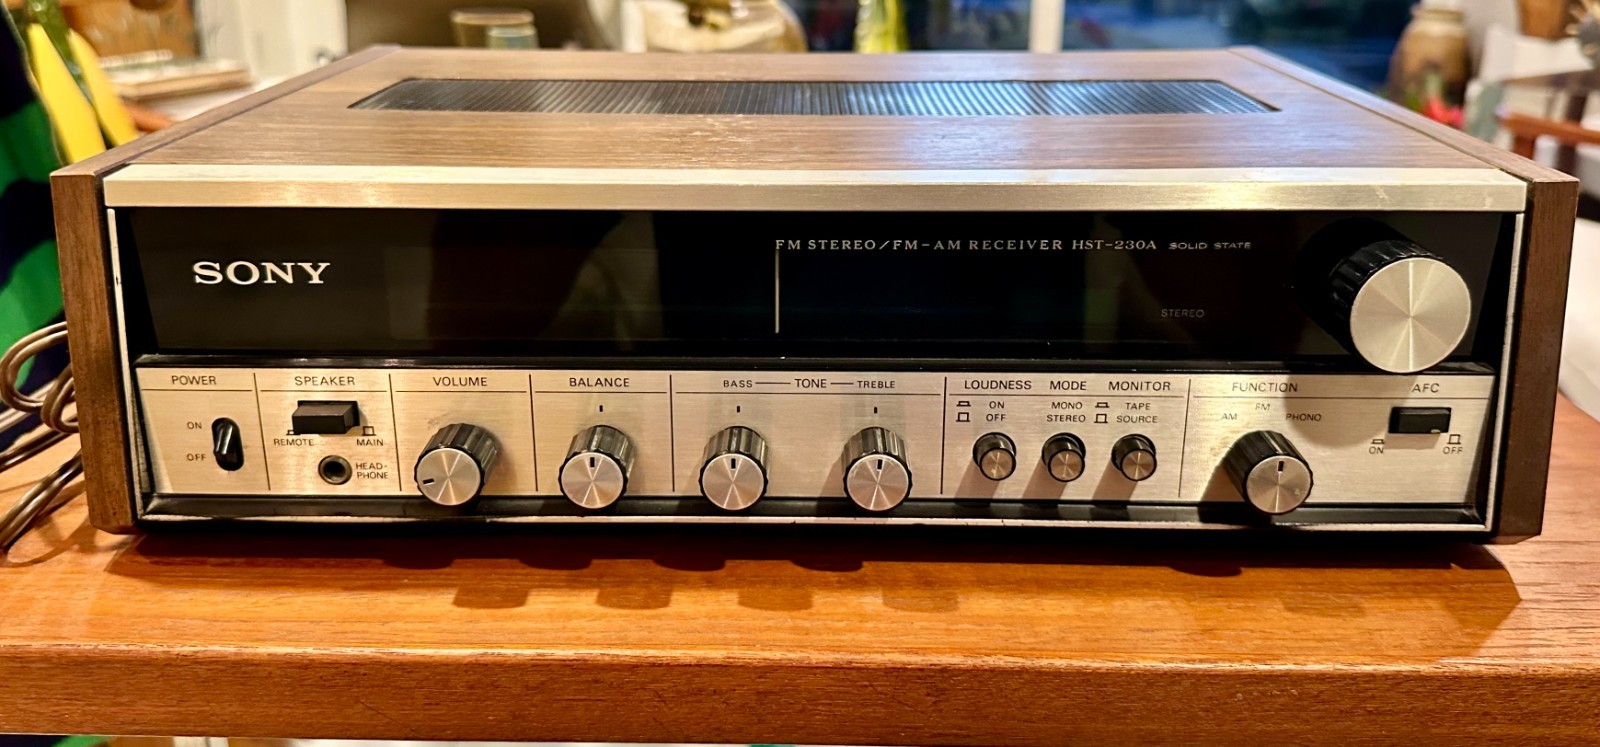 FM STEREO/FM-AM RECEIVER HST-230A SOLID STATE
SONY
STEREO
POWER
ON
OFF
SPEAKER
REMOTE MAIN
HEAD-
PHONE
VOLUME
BALANCE
BASS TONE TREBLE
LOUDNESS
ON
OFF
MODE
MONO
STEREO
MONITOR
TAPE
SOURCE
FUNCTION
AM FM PHONO
AFC
ON OFF